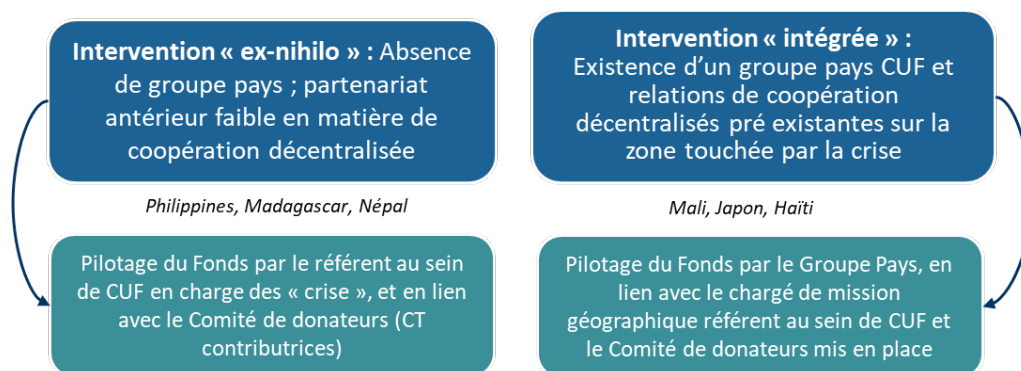 Intervention « ex-nihilo » : Absence
de groupe pays ; partenariat
antérieur faible en matière de
coopération décentralisée
Philippines, Madagascar, Népal
Pilotage du Fonds par le référent au sein
de CUF en charge des « crise », et en lien
avec le Comité de donateurs (CT
contributrices)
Intervention « intégrée » :
Existence d’un groupe pays CUF et
relations de coopération
décentralisés pré existantes sur la
zone touchée par la crise
Mali, Japon, Haïti
Pilotage du Fonds par le Groupe Pays, en
lien avec le chargé de mission
géographique référent au sein de CUF et
le Comité de donateurs mis en place